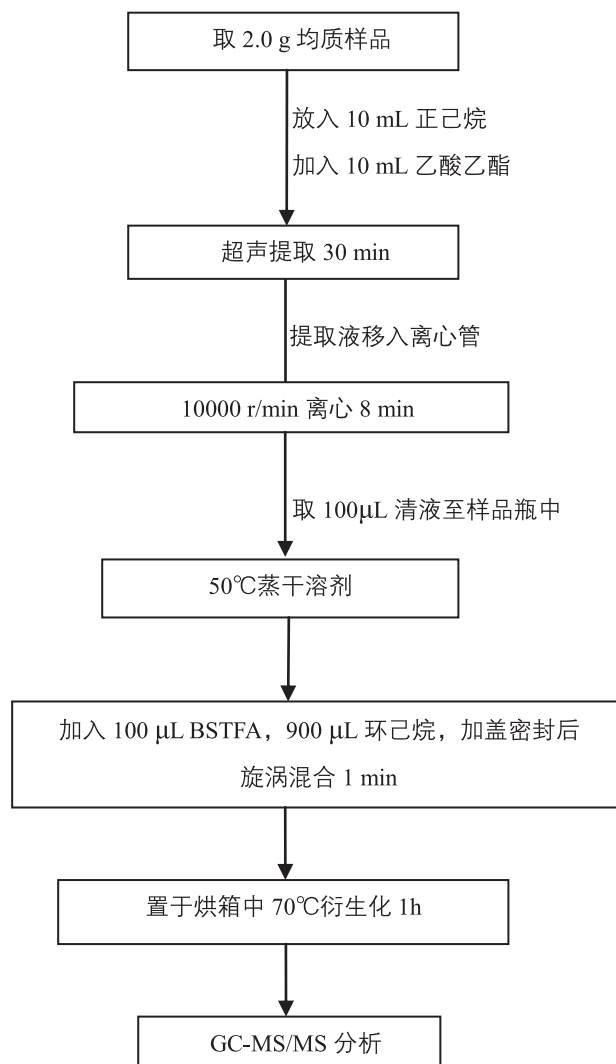 取 2.0 g 均质样品
放入 10 mL 正己烷
加入 10 mL 乙酸乙酯
超声提取 30 min
提取液移入离心管
10000 r/min 离心 8 min
取 100μL 清液至样品瓶中
50℃蒸干溶剂
加入 100 μL BSTFA，900 μL 环己烷，加盖密封后
旋涡混合 1 min
置于烘箱中 70℃衍生化 1h
GC-MS/MS 分析